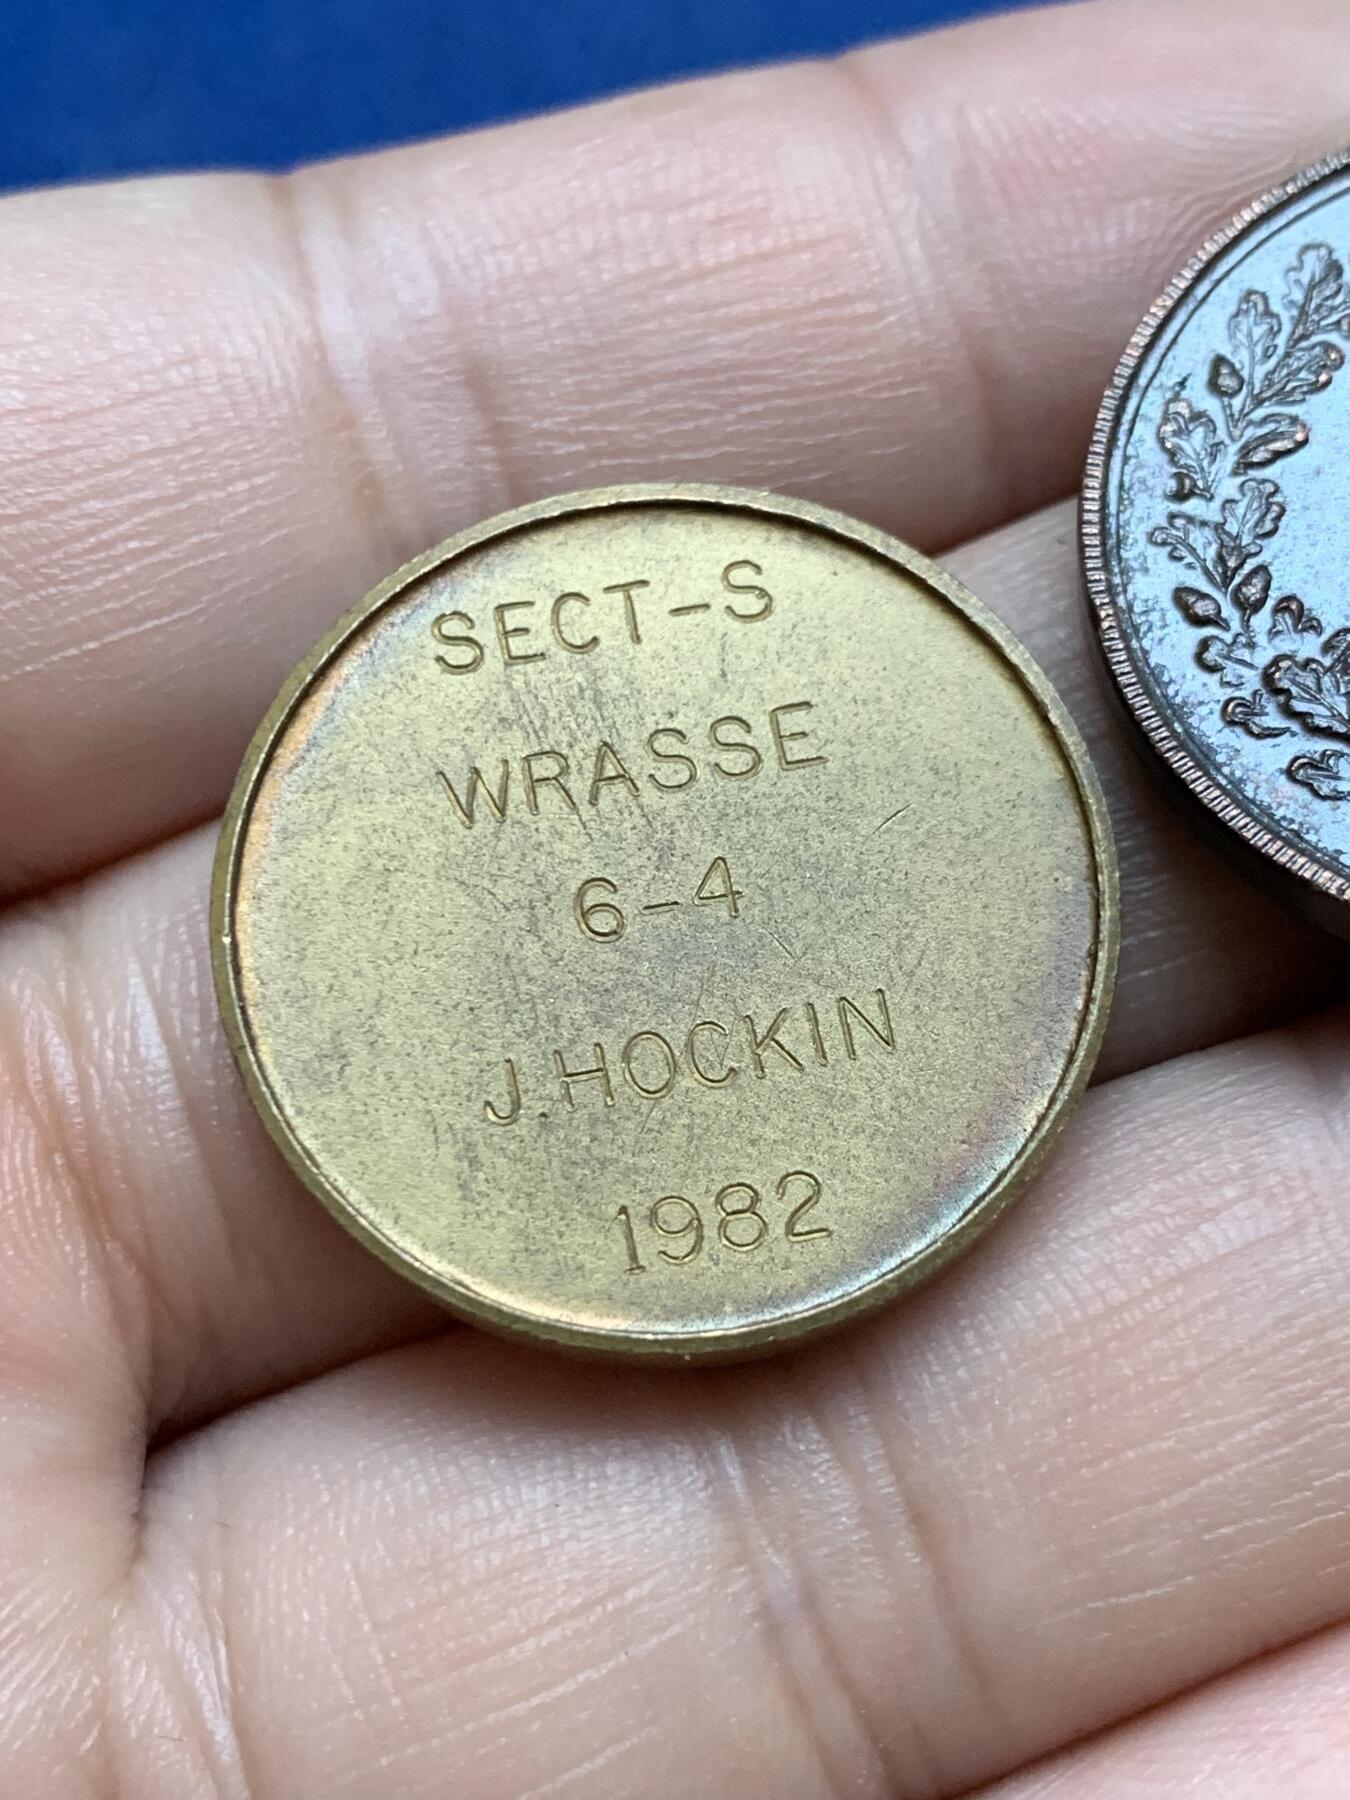 SECT-S
WRASSE
6-4
J.HOCKIN
1982